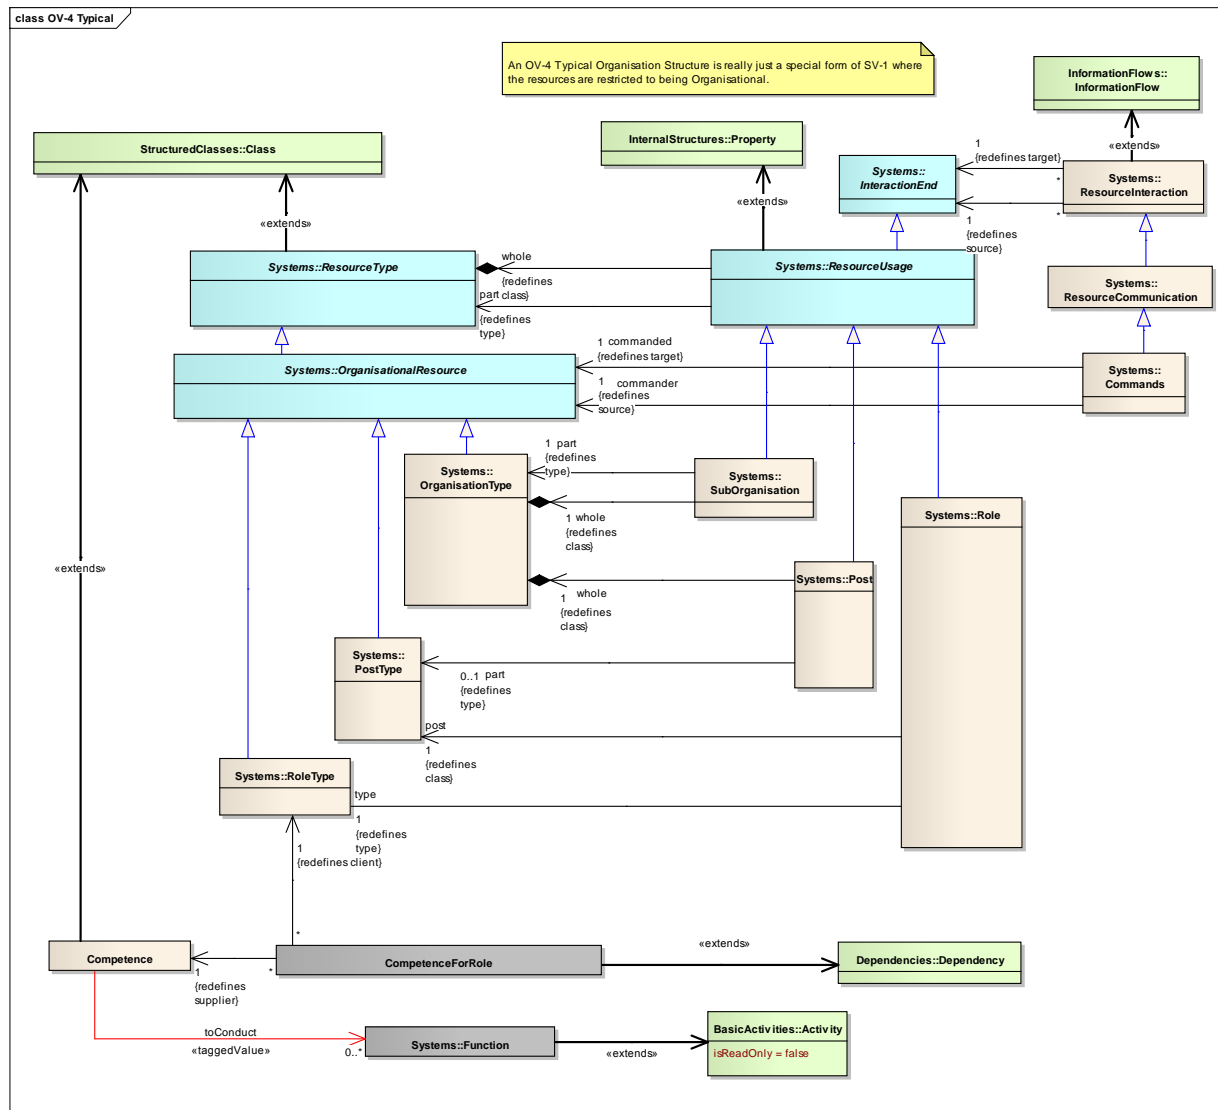 class OV-4 Typical
An OV-4 Typical Organisation Structure is really just a special form of SV-1 where
the resources are restricted to being Organisational.
InformationFlows::
InformationFlow
StructuredClasses::Class
InternalStructures::Property
«extends»
1
{redefines target}
*
Systems::
InteractionEnd
Systems::
ResourceInteraction
*
1
{redefines
source}
«extends»
«extends»
Systems::ResourceType
whole
{redefines
class}
part
{redefines
type}
Systems::ResourceUsage
Systems::
ResourceCommunication
1 commanded
{redefines target}
Systems::OrganisationalResource
1
commander
{redefines
source}
Systems::
Commands
1 part
{redefines
type}
Systems::
OrganisationType
Systems::
SubOrganisation
1 whole
{redefines
class}
Systems::Role
«extends»
Systems::Post
1
whole
{redefines
class}
Systems::
PostType
0..1 part
{redefines
type}
post
1
{redefines
class}
Systems::RoleType
type
1
{redefines
type}
1
{redefines client}
*
Competence
CompetenceForRole
*
1
{redefines
supplier}
«extends»
Dependencies::Dependency
toConduct
«taggedValue»
0..*
Systems::Function
«extends»
BasicActivities::Activity
isReadOnly = false